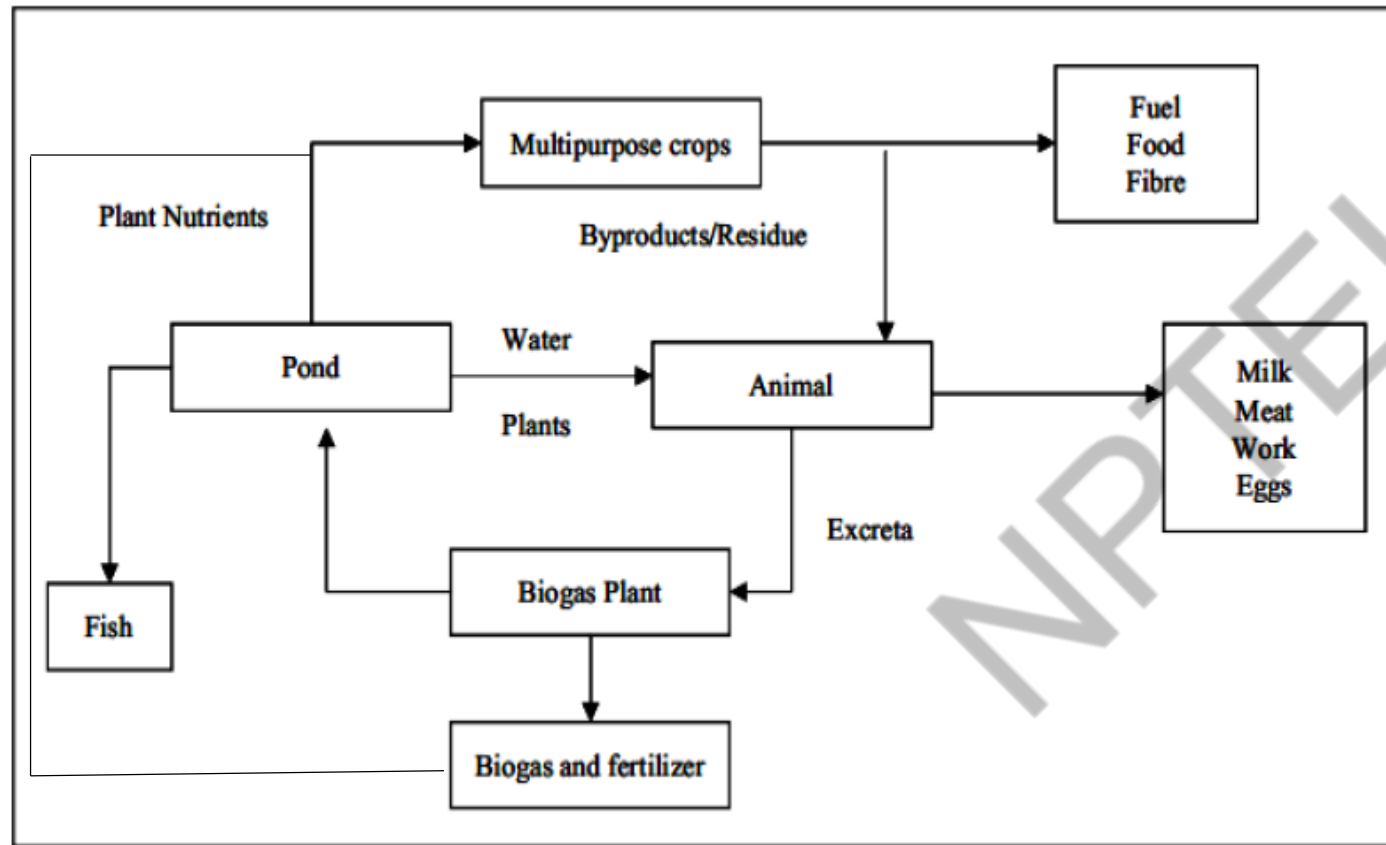 Fuel
Food
Fibre
Multipurpose crops
Plant Nutrients
Byproducts/Residue
Pond
Water
Plants
Animal
Milk
Meat
Work
Eggs
Excreta
Biogas Plant
Fish
Biogas and fertilizer
NPTEL